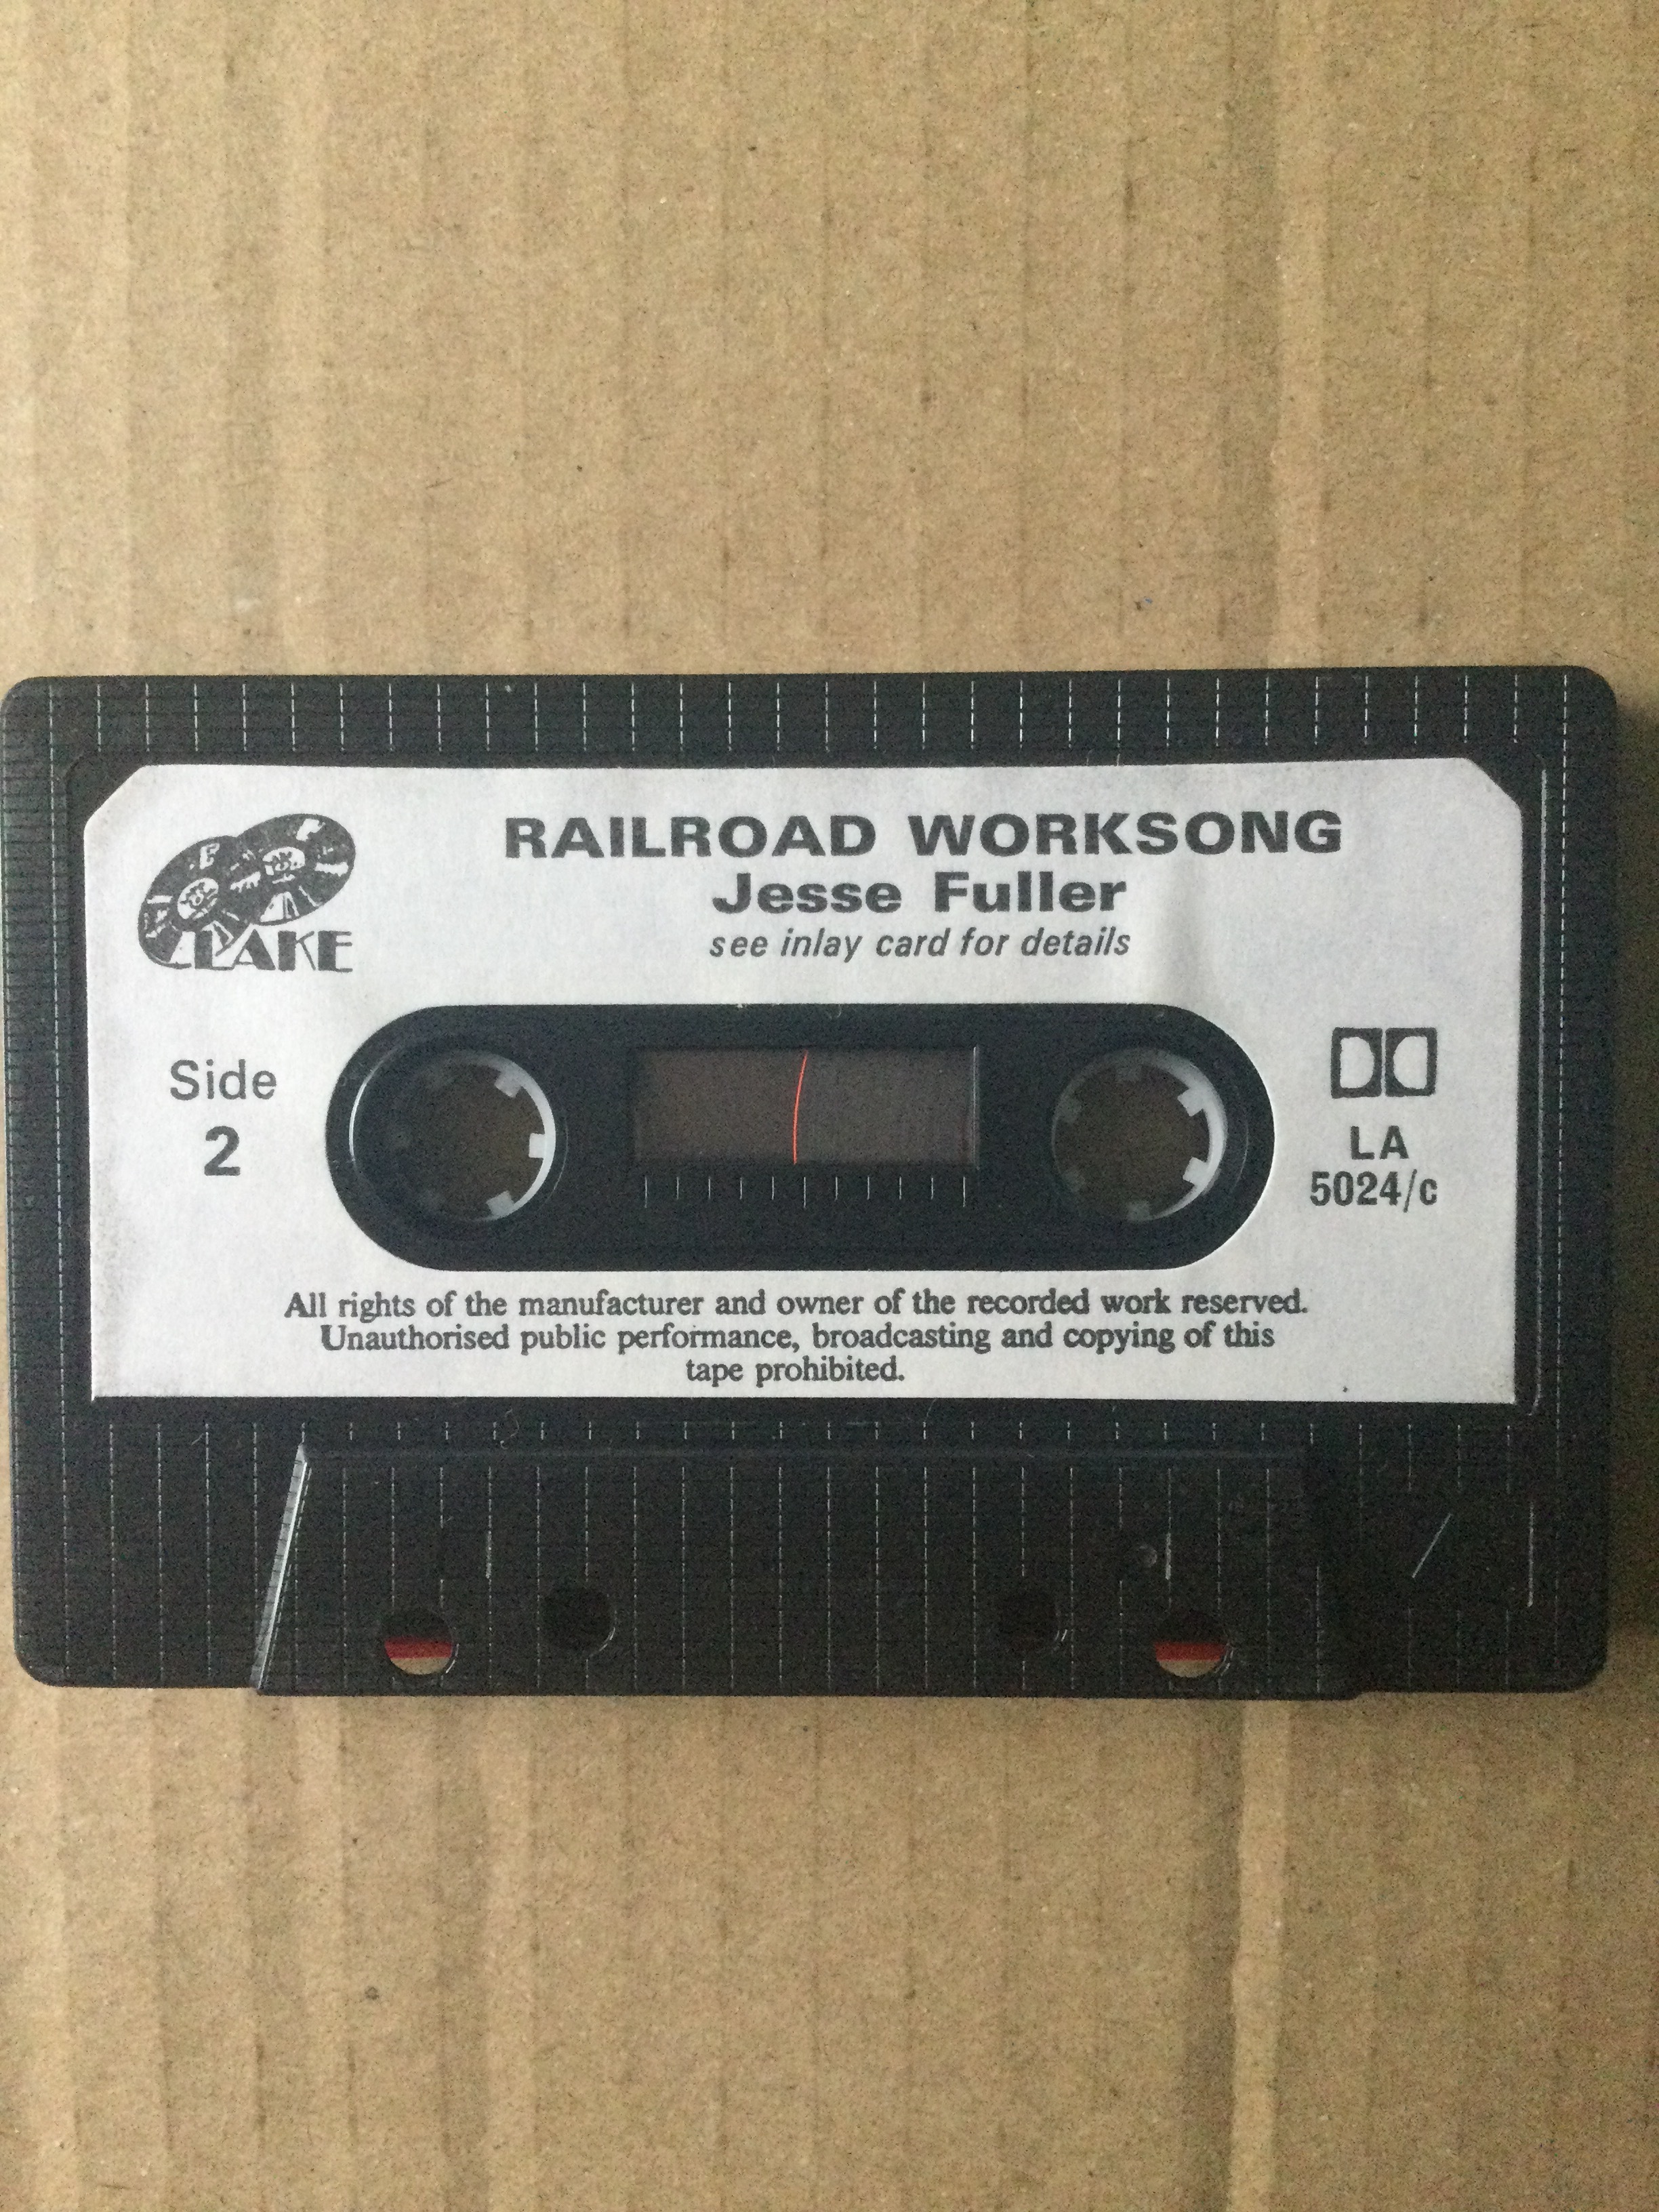 RAILROAD WORKSONG
Jesse Fuller
see inlay card for details
LAKE
Side
2
LA
5024/c
All rights of the manufacturer and owner of the recorded work reserved.
Unauthorised public performance, broadcasting and copying of this
tape prohibited.